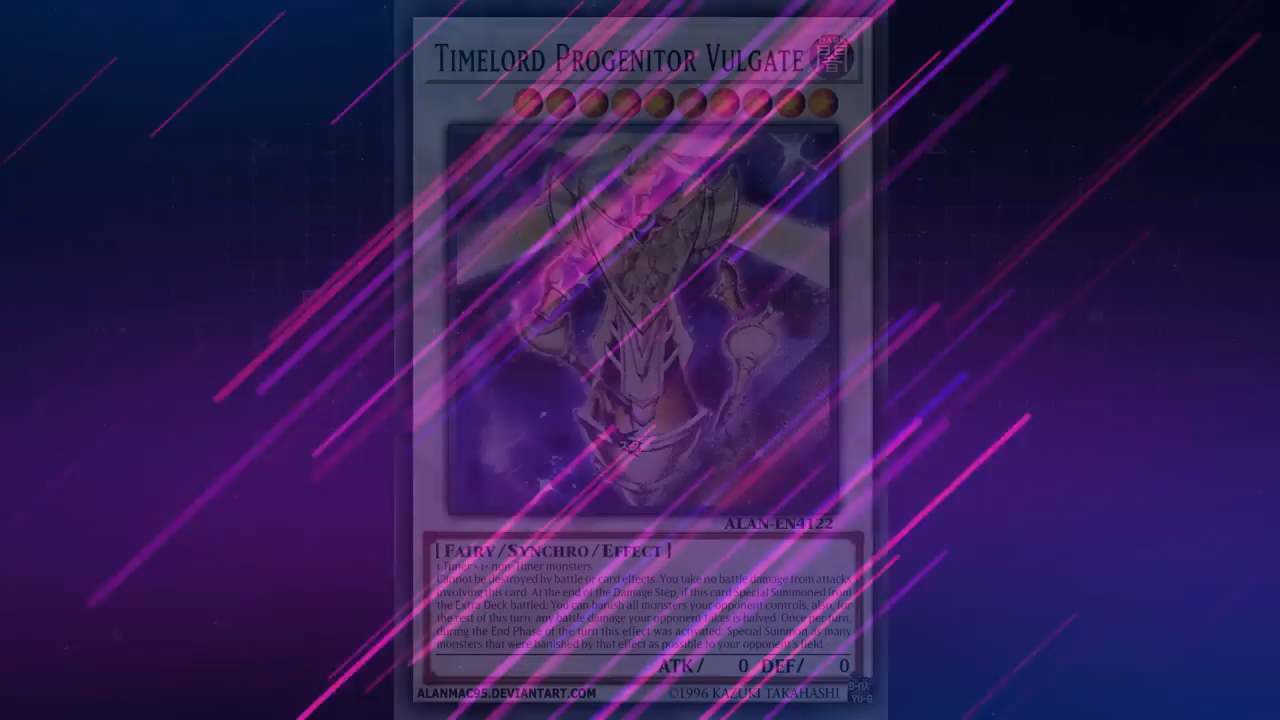 TIMELORD PROGENITOR VULGATE
DARK
闇
ALAN-EN4122
[ FAIRY / SYNCHRO / EFFECT ]
1 Tuner + 1+ non-Tuner monsters
Cannot be destroyed by battle or card effects. You take no battle damage from attacks
involving this card. At the end of the Damage Step, if this card Special Summoned from
the Extra Deck battled: You can banish all monsters your opponent controls, also, for
the rest of this turn, any battle damage your opponent takes is halved. Once per turn,
during the End Phase of the turn this effect was activated: Special Summon as many
monsters that were banished by that effect as possible to your opponent's field.
ATK/ 0 DEF/ 0
ALANMAC95.DEVIANTART.COM
©1996 KAZUKI TAKAHASHI